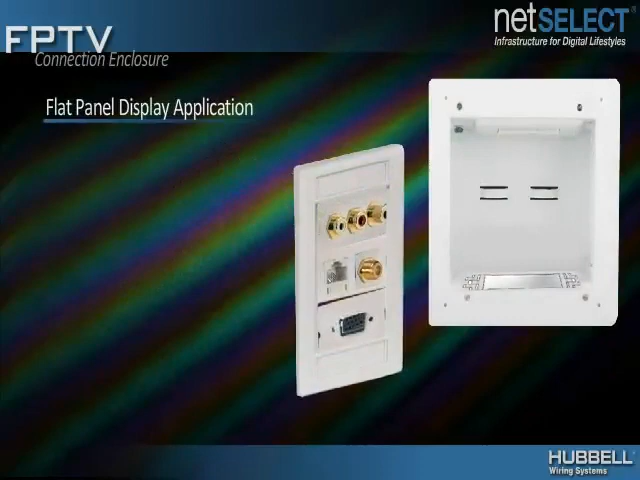 FPTV
Connection Enclosure
netSELECT®
Infrastructure for Digital Lifestyles
Flat Panel Display Application
HUBBELL
Wiring Systems